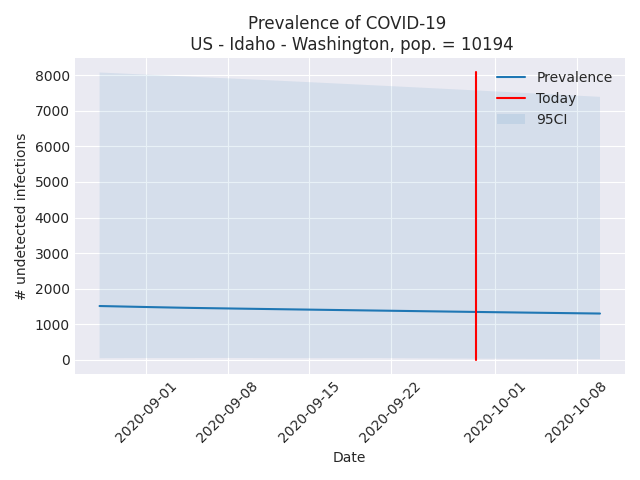 Prevalence of COVID-19
US - Idaho - Washington, pop. = 10194
# undetected infections
8000
7000
6000
5000
4000
3000
2000
1000
0
Prevalence
Today
95CI
2020-09-01
2020-09-08
2020-09-15
2020-09-22
2020-10-01
2020-10-08
Date